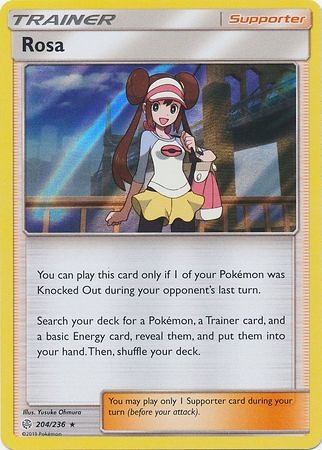 TRAINER Supporter
Rosa
You can play this card only if 1 of your Pokémon was
Knocked Out during your opponent's last turn.
Search your deck for a Pokémon, a Trainer card, and
a basic Energy card, reveal them, and put them into
your hand. Then, shuffle your deck.
Illus. Yusuke Ohmura
204/236 ★
©2019 Pokémon
You may play only 1 Supporter card during your
turn (before your attack).